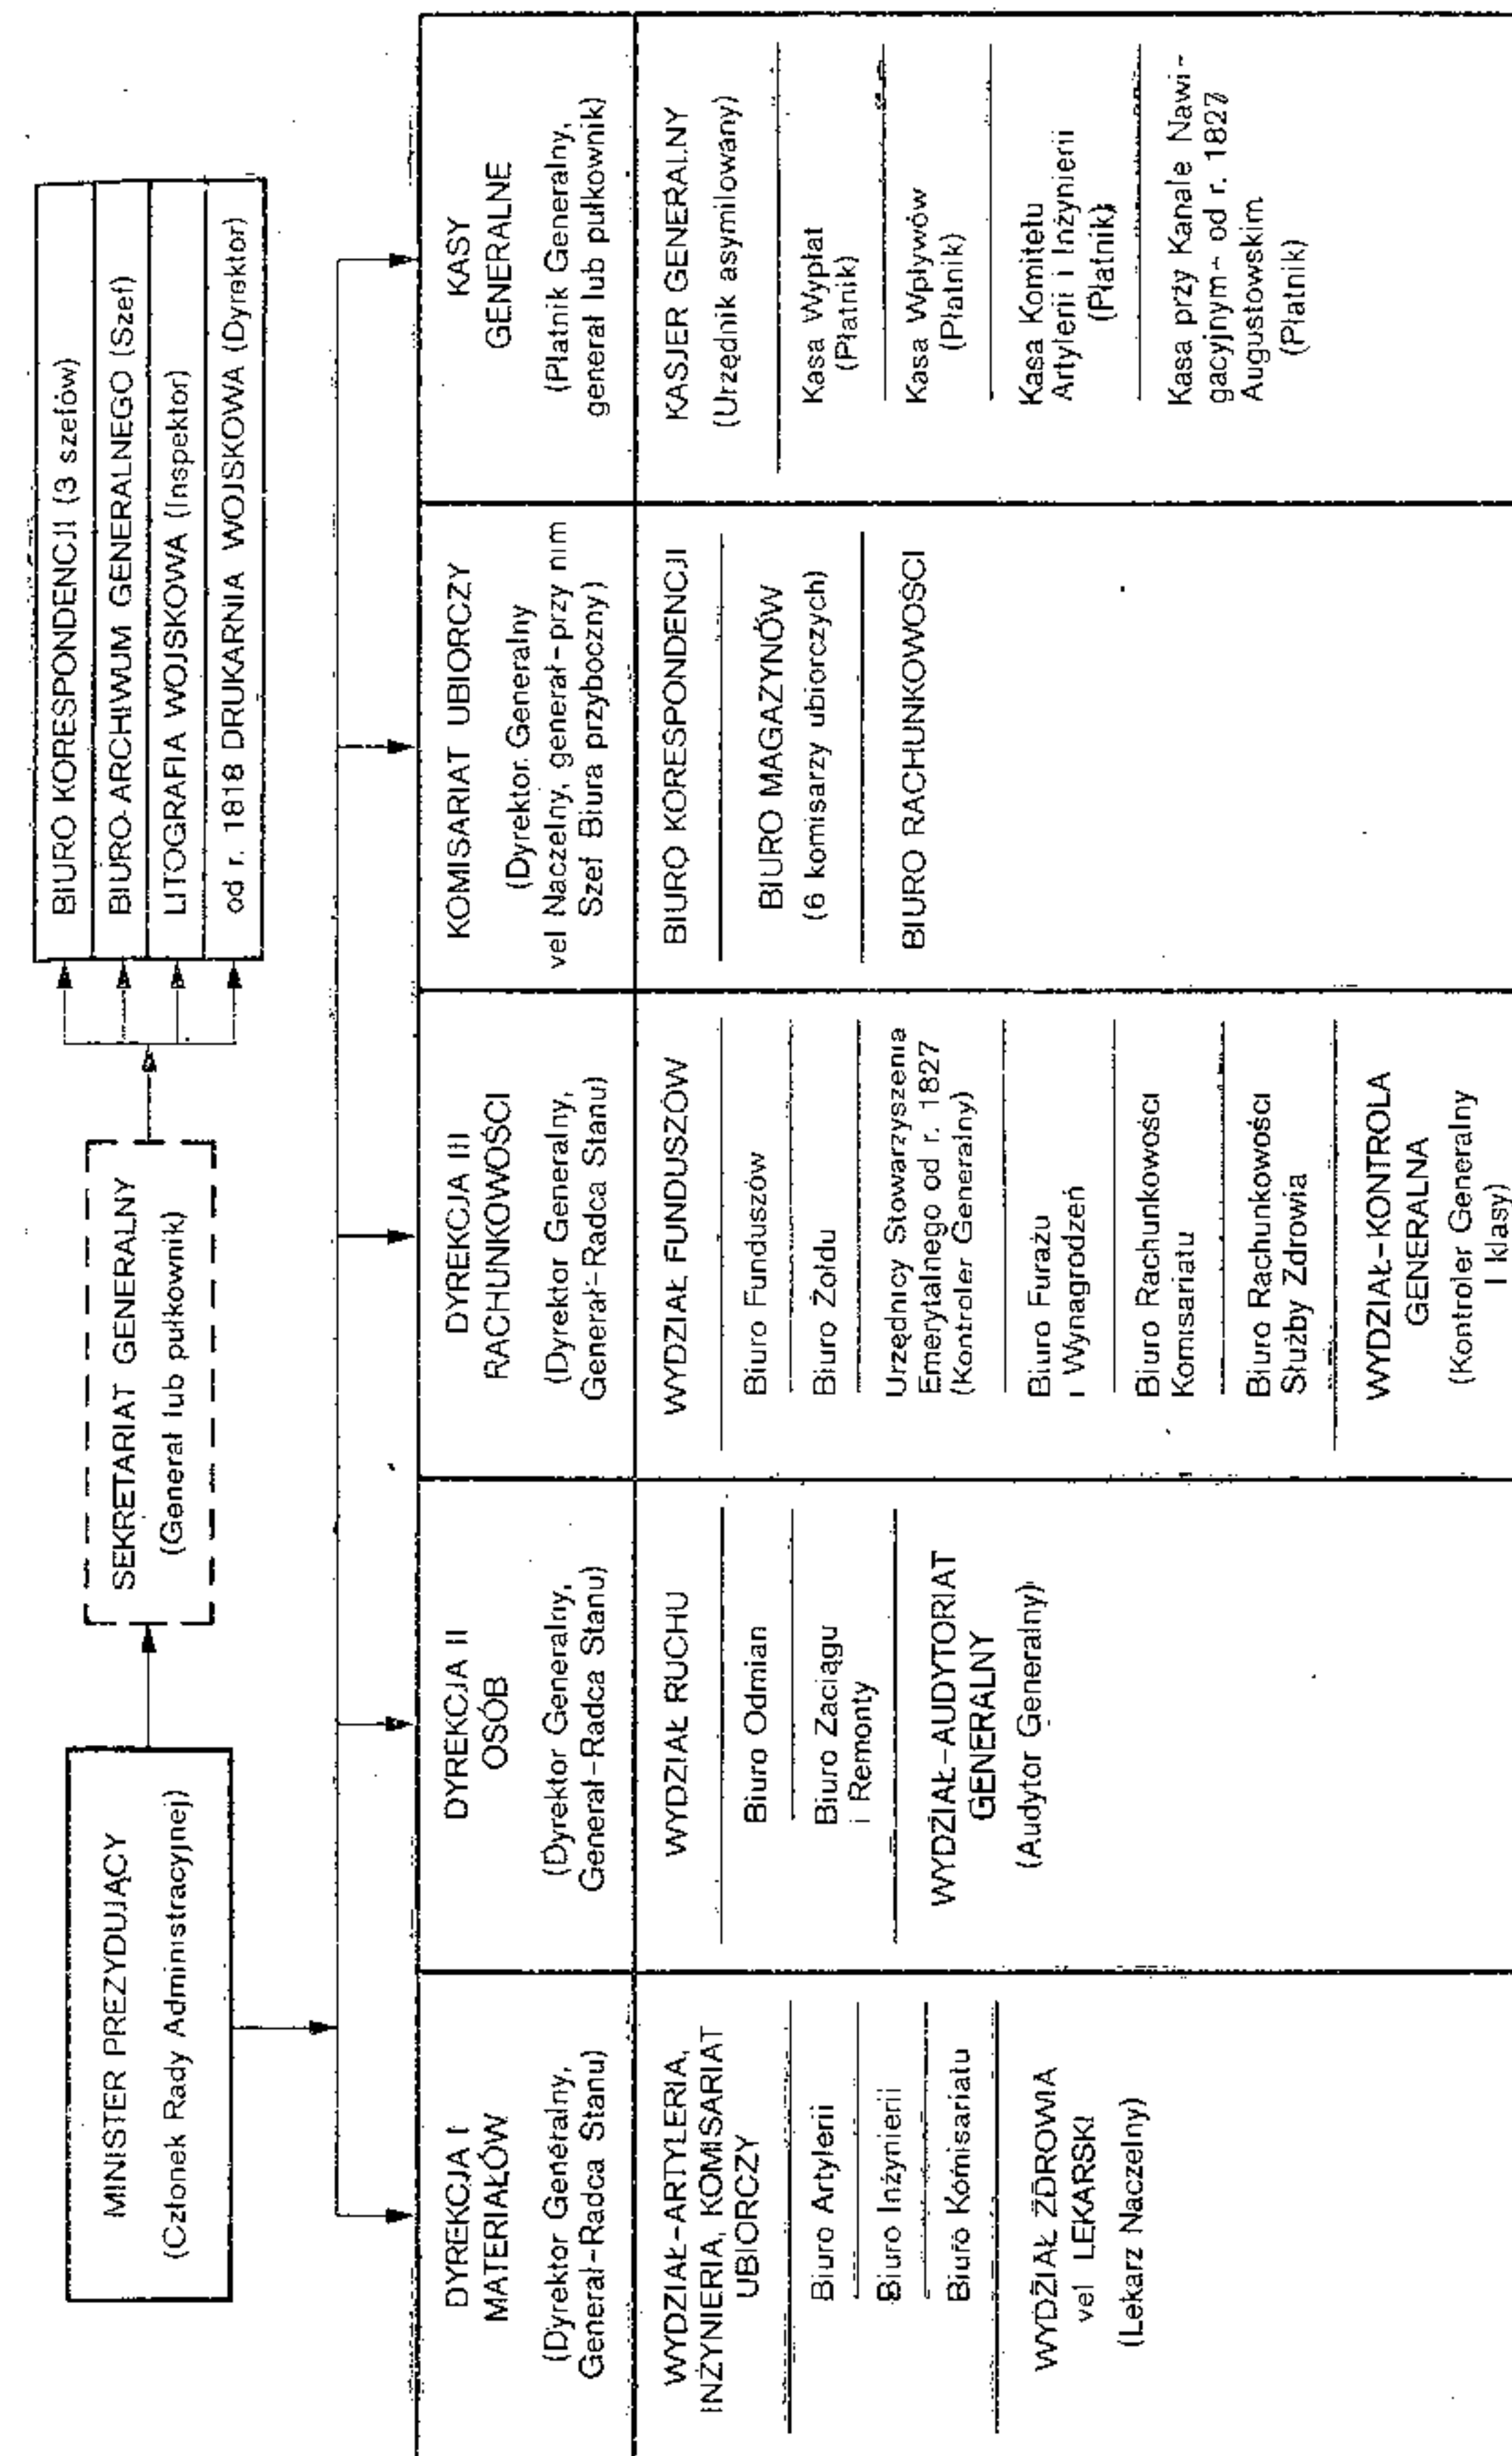 MINISTER PREZYDUJĄCY
(Członek Rady Administracyjnej)
SEKRETARIAT GENERALNY
(Generał lub pułkownik)
BIURO KORESPONDENCJI (3 szefów)
BIURO-ARCHIWUM GENERALNEGO (Szef)
LITOGRAFIA WOJSKOWA (Inspektor)
od r. 1818 DRUKARNIA WOJSKOWA (Dyrektor)
DYREKCJA I
MATERIAŁÓW
(Dyrektor Generalny,
Generał-Radca Stanu)
WYDZIAŁ-ARTYLERIA,
INŻYNIERIA, KOMISARIAT
UBIORCZY
Biuro Artylerii
Biuro Inżynierii
Biuro Komisariatu
WYDZIAŁ ZDROWIA
vel LEKARSKI
(Lekarz Naczelny)
DYREKCJA II
OSÓB
(Dyrektor Generalny,
Generał-Radca Stanu)
WYDZIAŁ RUCHU
Biuro Odmian
Biuro Zaciągu
i Remonty
WYDZIAŁ-AUDYTORIAT
GENERALNY
(Audytor Generalny)
DYREKCJA III
RACHUNKOWOŚCI
(Dyrektor Generalny,
Generał-Radca Stanu)
WYDZIAŁ FUNDUSZÓW
Biuro Funduszów
Biuro Żołdu
Urzędnicy Stowarzyszenia
Emerytalnego od r. 1827
(Kontroler Generalny)
Biuro Furażu
i Wynagrodzeń
Biuro Rachunkowości
Komisariatu
Biuro Rachunkowości
Służby Zdrowia
WYDZIAŁ-KONTROLA
GENERALNA
(Kontroler Generalny
I klasy)
KOMISARIAT UBIORCZY
(Dyrektor Generalny
vel Naczelny, generał-przy nim
Szef Biura przyboczny)
BIURO KORESPONDENCJI
BIURO MAGAZYNÓW
(6 komisarzy ubiorczych)
BIURO RACHUNKOWOŚCI
KASY
GENERALNE
(Płatnik Generalny,
generał lub pułkownik)
KASJER GENERALNY
(Urzędnik asymilowany)
Kasa Wypłat
(Płatnik)
Kasa Wpływów
(Płatnik)
Kasa Komitetu
Artylerii i Inżynierii
(Płatnik)
Kasa przy Kanale Nawi-
gacyjnym - od r. 1827
Augustowskim
(Płatnik)